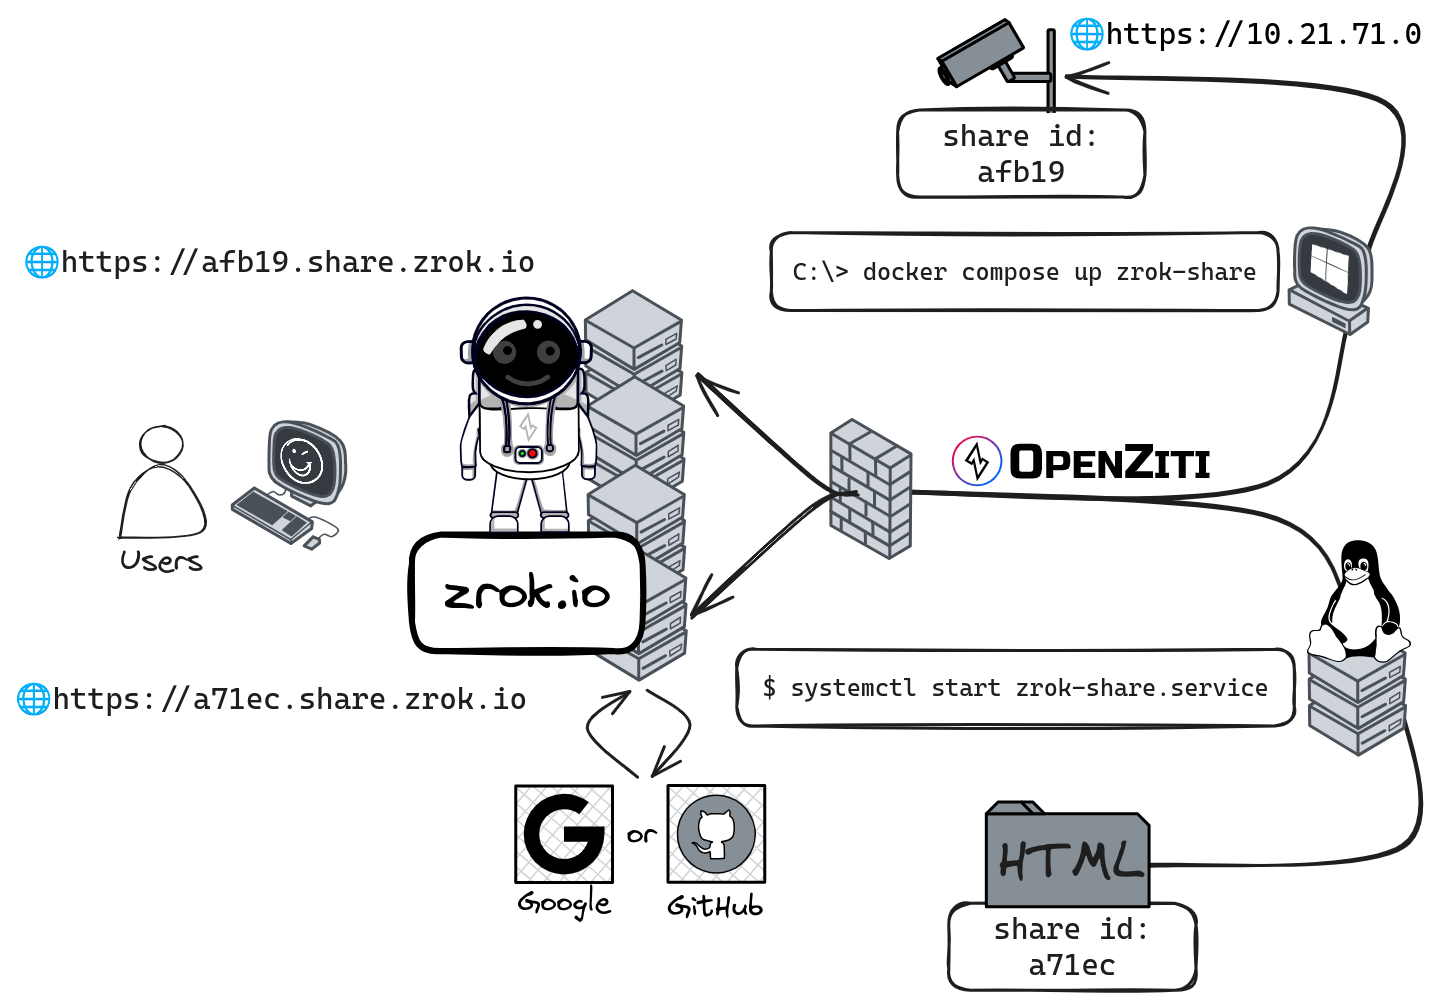 https://10.21.71.0
share id:
afb19
https://afb19.share.zrok.io
C:\> docker compose up zrok-share
OPENZITI
Users
zrok.io
https://a71ec.share.zrok.io
$ systemctl start zrok-share.service
G
or
Google
GitHub
HTML
share id:
a71ec